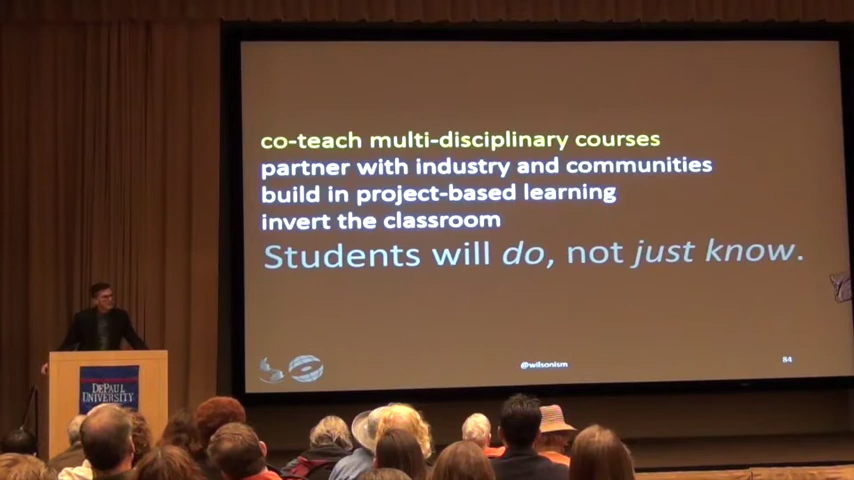 co-teach multi-disciplinary courses
partner with industry and communities
build in project-based learning
invert the classroom
Students will do, not just know.
@wilsonism
84
DEPAUL
UNIVERSITY